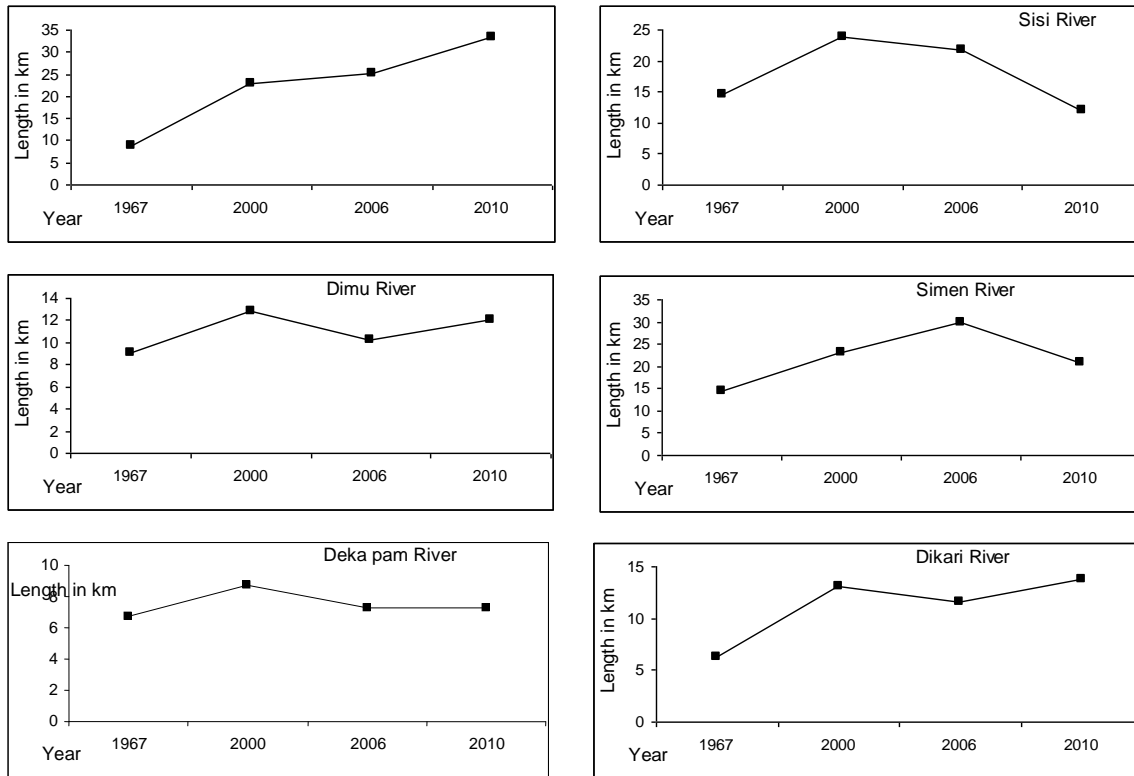 Length in km
35
30
25
20
15
10
5
0
1967 2000 2006 2010
Year
Sisi River
Length in km
25
20
15
10
5
0
1967 2000 2006 2010
Year
Dimu River
Length in km
14
12
10
8
6
4
2
0
1967 2000 2006 2010
Year
Simen River
Length in km
35
30
25
20
15
10
5
0
1967 2000 2006 2010
Year
Deka pam River
Length in km
10
8
6
4
2
0
1967 2000 2006 2010
Year
Dikari River
Length in km
15
10
5
0
1967 2000 2006 2010
Year